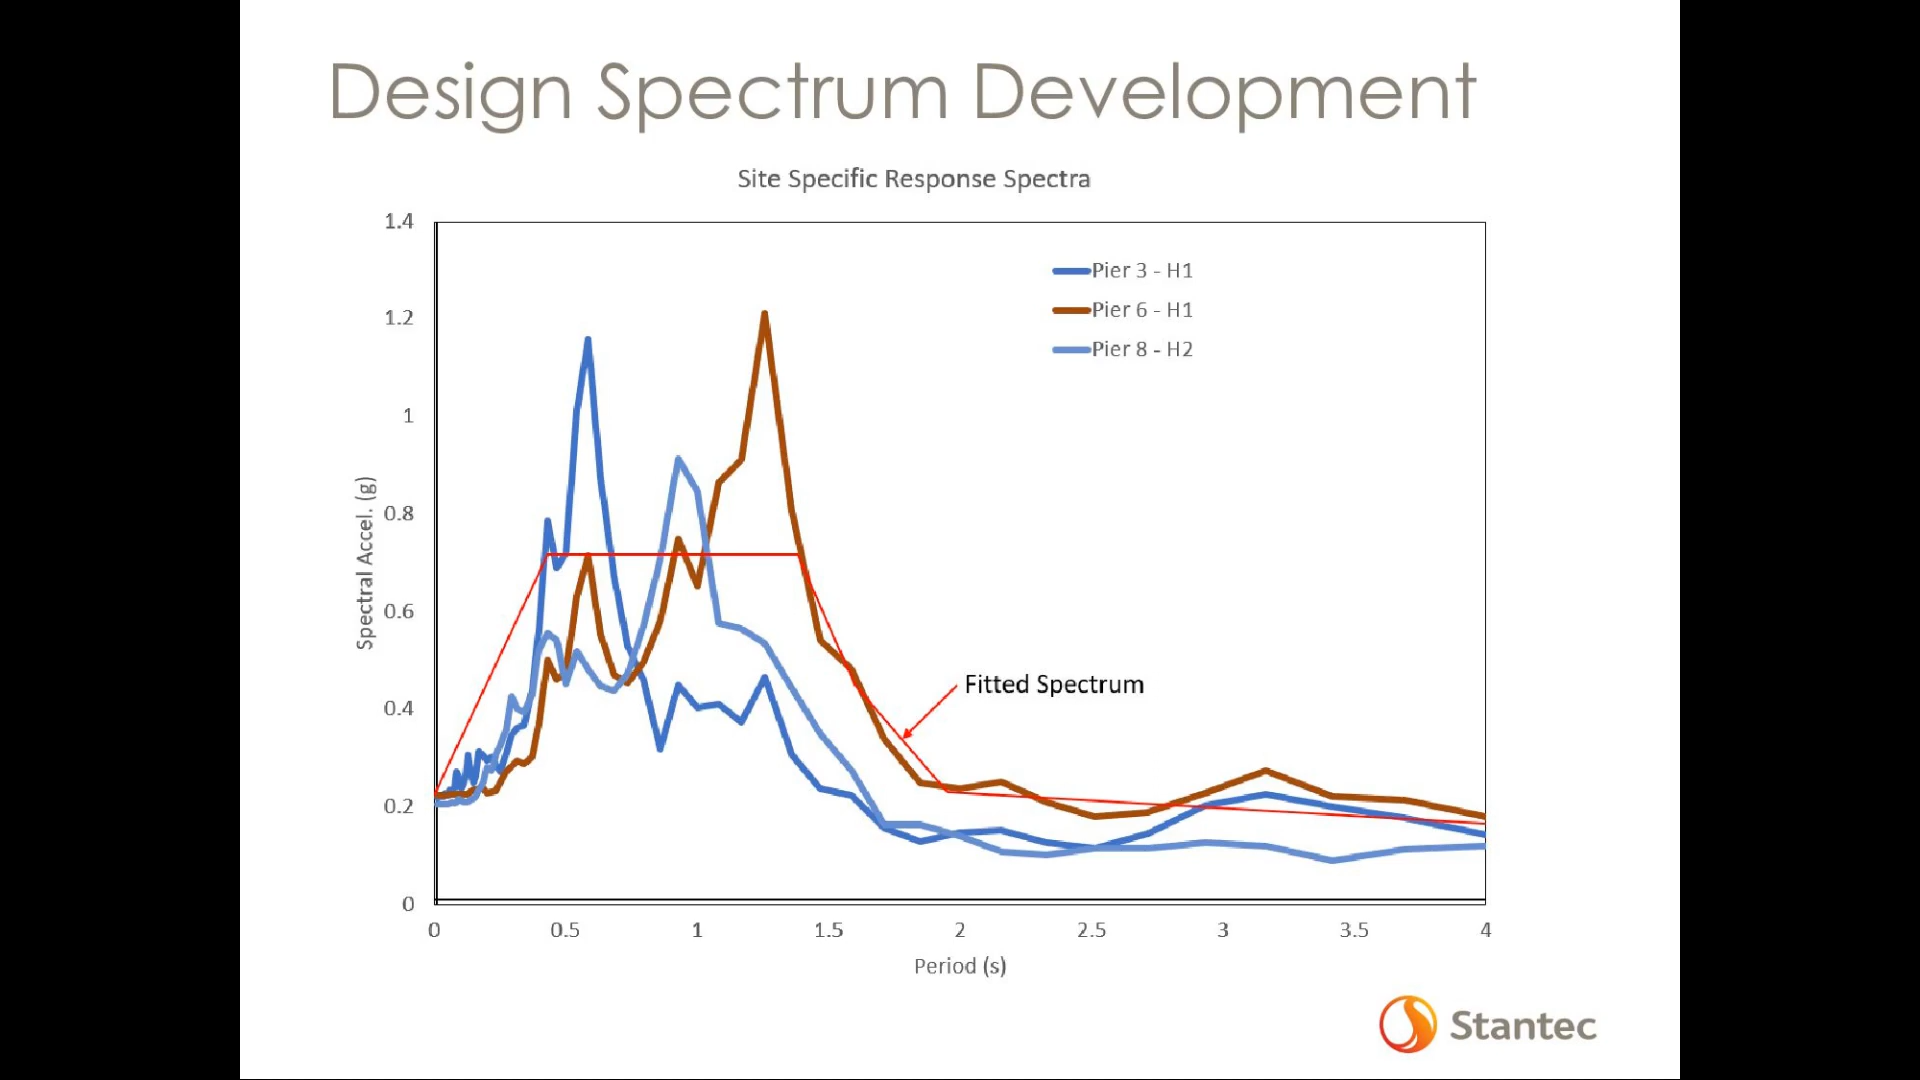 Design Spectrum Development
Site Specific Response Spectra
1.4
1.2
1
0.8
0.6
0.4
0.2
0
Spectral Accel. (g)
Pier 3 - H1
Pier 6 - H1
Pier 8 - H2
Fitted Spectrum
0 0.5 1 1.5 2 2.5 3 3.5 4
Period (s)
Stantec